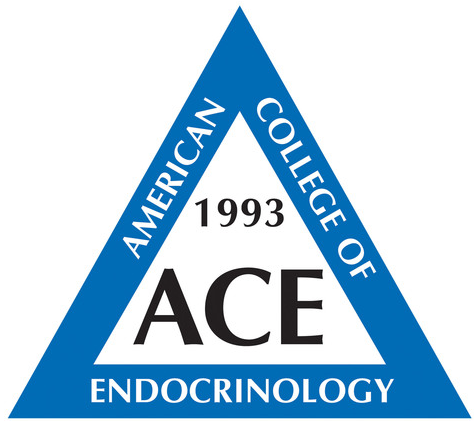 AMERICAN
COLLEGE OF
1993
ACE
ENDOCRINOLOGY